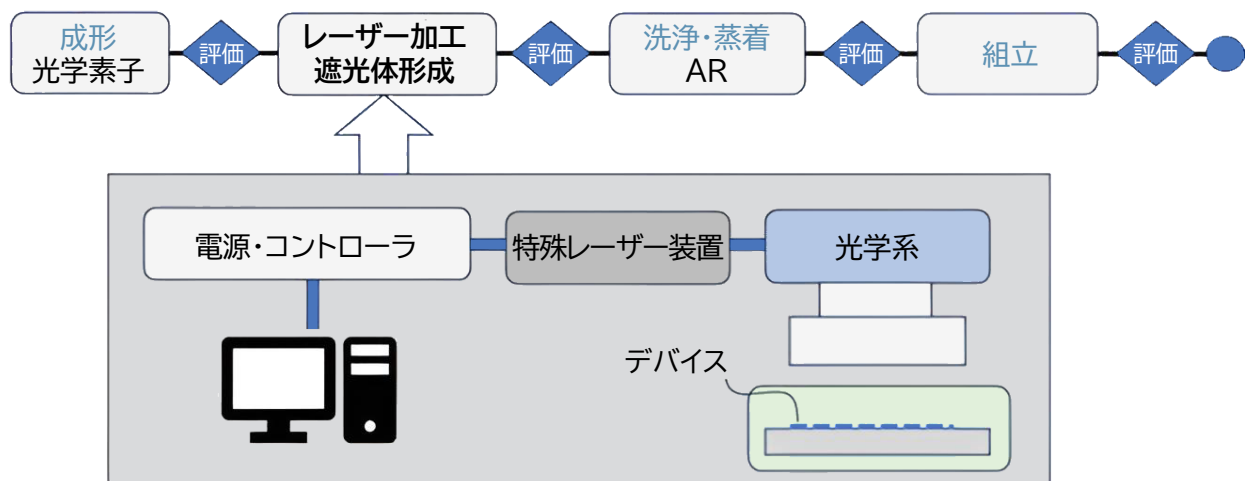 成形
光学素子
評価
レーザー加工
遮光体形成
評価
洗浄・蒸着
AR
評価
組立
評価
電源・コントローラ
特殊レーザー装置
光学系
デバイス